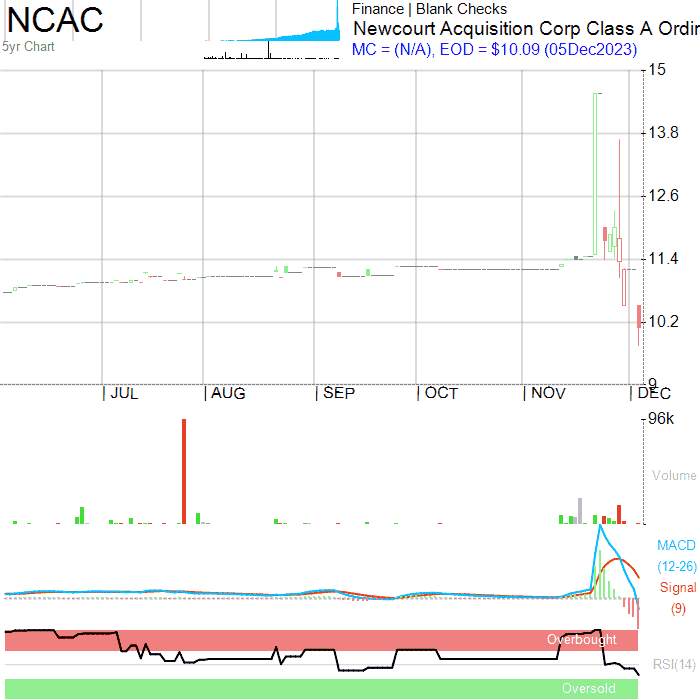 NCAC
5yr Chart
Finance | Blank Checks
Newcourt Acquisition Corp Class A Ordir
MC = (N/A), EOD = $10.09 (05Dec2023)
15
13.8
12.6
11.4
10.2
9
| JUL | AUG | SEP | OCT | NOV | DEC
96k
Volume
MACD
(12-26)
Signal
(9)
Overbought
RSI(14)
Oversold